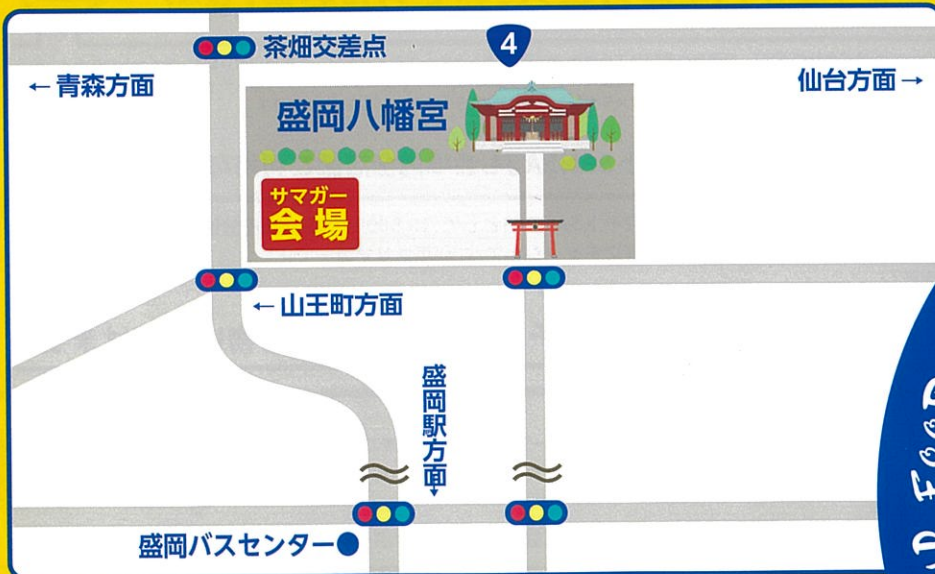 茶畑交差点
4
←青森方面
仙台方面→
盛岡八幡宮
サマガー
会場
←山王町方面
盛岡駅方面→
盛岡バスセンター
D FOOD